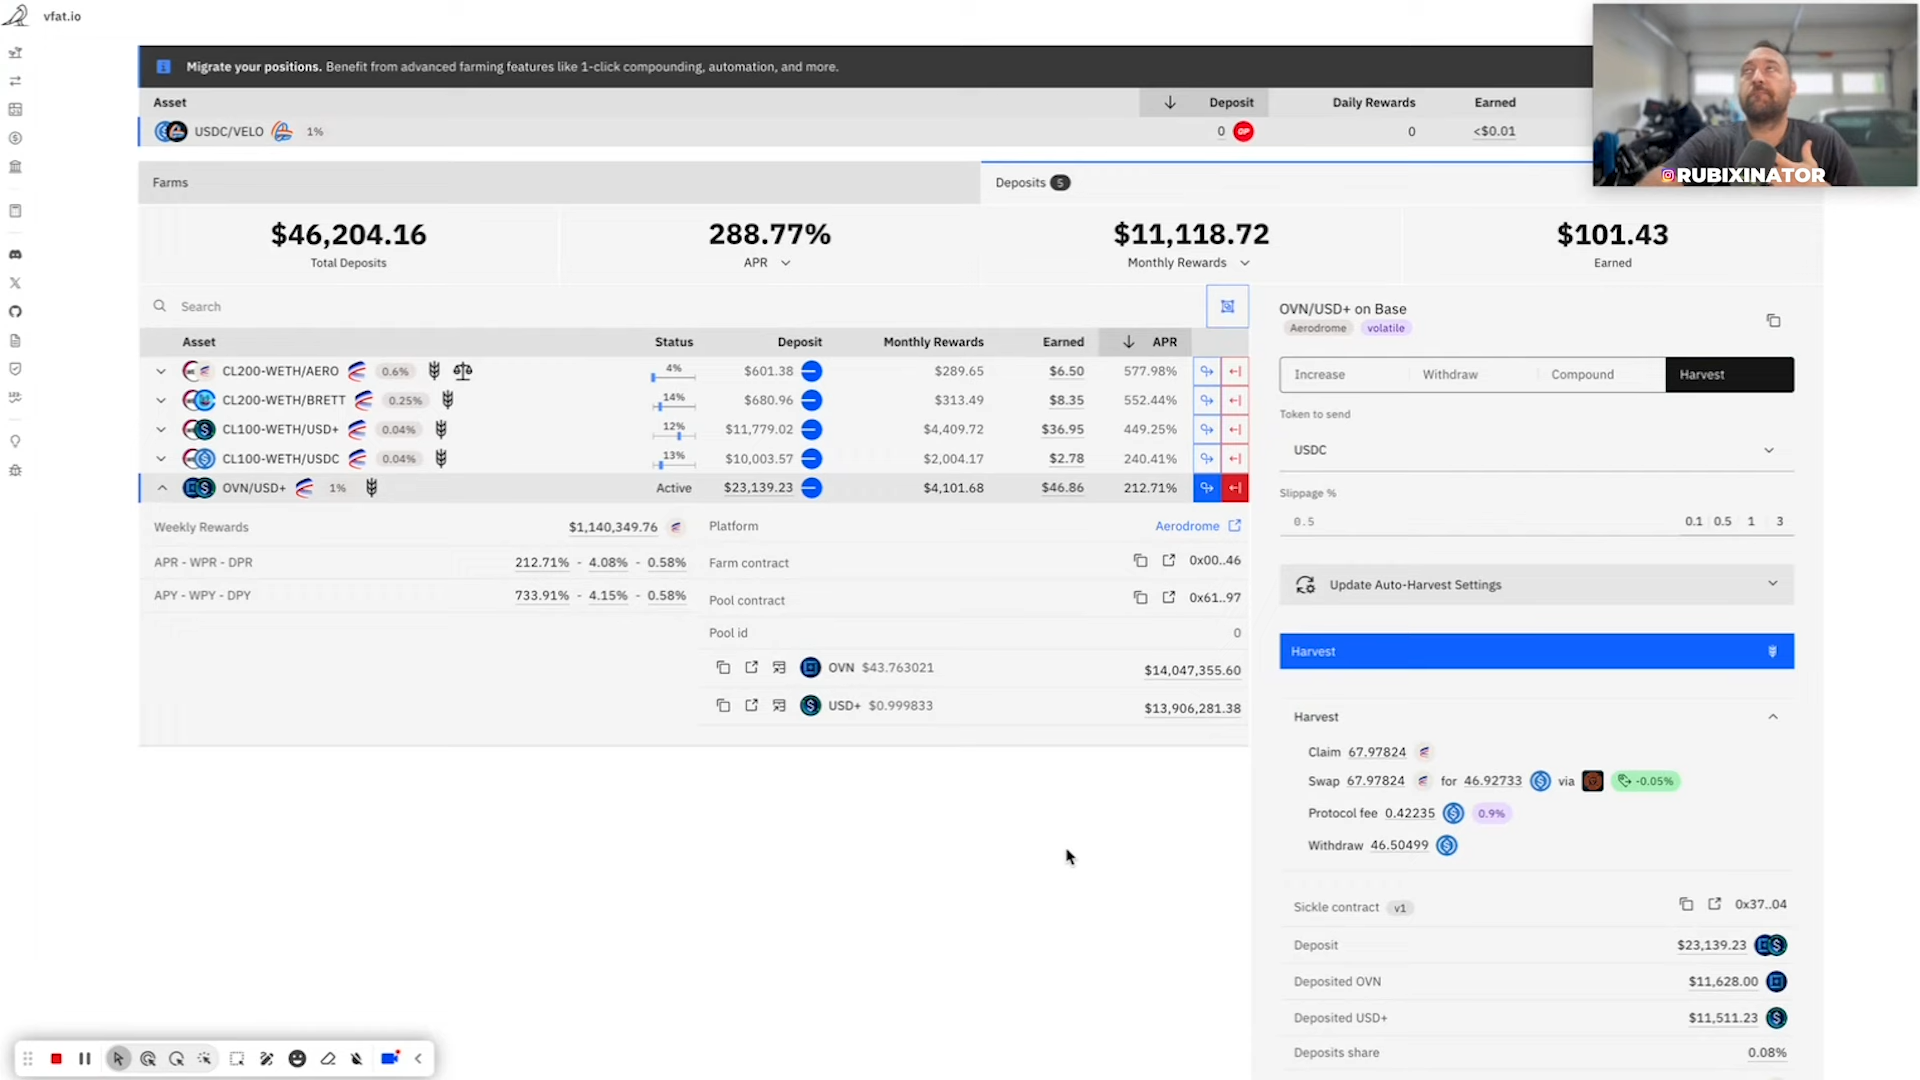 vfat.io
Migrate your positions. Benefit from advanced farming features like 1-click compounding, automation, and more.
Asset Deposit Daily Rewards Earned
USDC/VELO 1% 0 OP 0 <$0.01
RUBIXINATOR
Farms Deposits 5
$46,204.16 288.77% $11,118.72 $101.43
Total Deposits APR Monthly Rewards Earned
Search
Asset Status Deposit Monthly Rewards Earned APR
CL200-WETH/AERO 0.6% 4% $601.38 $289.65 $6.50 577.98%
CL200-WETH/BRETT 0.25% 14% $680.96 $313.49 $8.35 552.44%
CL100-WETH/USD+ 0.04% 12% $11,779.02 $4,409.72 $36.95 449.25%
CL100-WETH/USDC 0.04% 13% $10,003.57 $2,004.17 $2.78 240.41%
OVN/USD+ 1% Active $23,139.23 $4,101.68 $46.86 212.71%
Weekly Rewards $1,140,349.76
APR - WPR - DPR 212.71% - 4.08% - 0.58%
APY - WPY - DPY 733.91% - 4.15% - 0.58%
Platform Aerodrome
Farm contract 0x00..46
Pool contract 0x61..97
Pool id 0
OVN $43.763021 $14,047,355.60
USD+ $0.999833 $13,906,281.38
OVN/USD+ on Base
Aerodrome volatile
Increase Withdraw Compound Harvest
Token to send
USDC
Slippage %
0.5 0.1 0.5 1 3
Update Auto-Harvest Settings
Harvest
Harvest
Claim 67.97824
Swap 67.97824 for 46.92733 via -0.05%
Protocol fee 0.42235 0.9%
Withdraw 46.50499
Sickle contract v1 0x37..04
Deposit $23,139.23
Deposited OVN $11,628.00
Deposited USD+ $11,511.23
Deposits share 0.08%